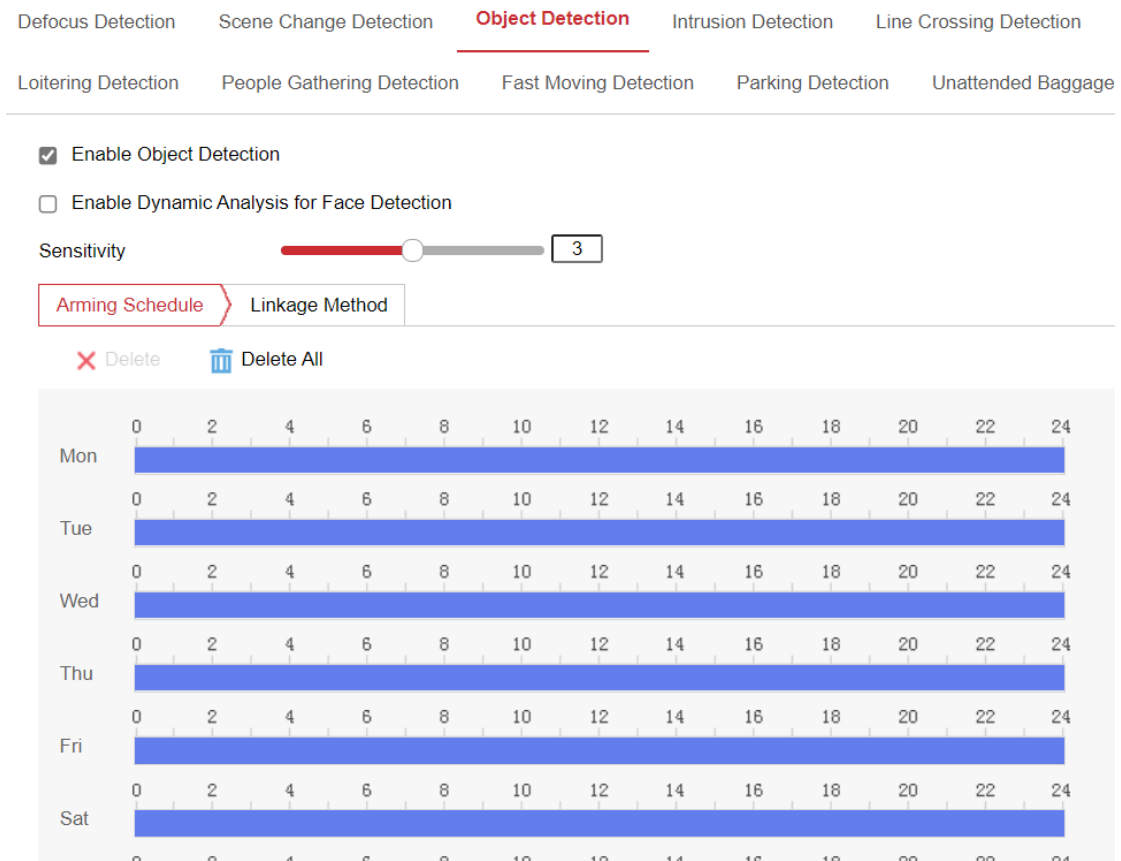 Defocus Detection Scene Change Detection Object Detection Intrusion Detection Line Crossing Detection
Loitering Detection People Gathering Detection Fast Moving Detection Parking Detection Unattended Baggage
Enable Object Detection
Enable Dynamic Analysis for Face Detection
Sensitivity 3
Arming Schedule Linkage Method
Delete Delete All
0 2 4 6 8 10 12 14 16 18 20 22 24
Mon
0 2 4 6 8 10 12 14 16 18 20 22 24
Tue
0 2 4 6 8 10 12 14 16 18 20 22 24
Wed
0 2 4 6 8 10 12 14 16 18 20 22 24
Thu
0 2 4 6 8 10 12 14 16 18 20 22 24
Fri
0 2 4 6 8 10 12 14 16 18 20 22 24
Sat